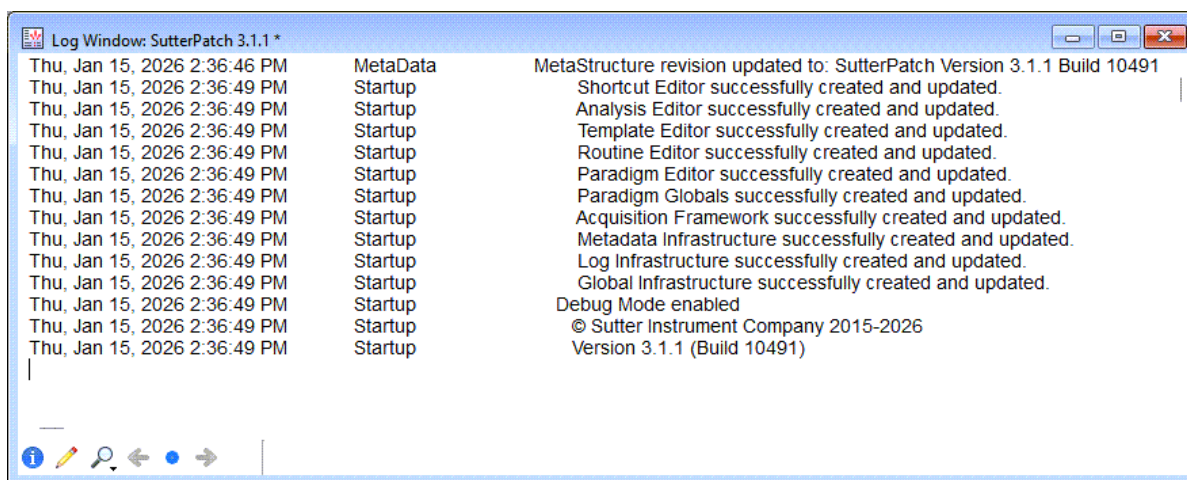 Log Window: SutterPatch 3.1.1 *
Thu, Jan 15, 2026 2:36:46 PM MetaData MetaStructure revision updated to: SutterPatch Version 3.1.1 Build 10491
Thu, Jan 15, 2026 2:36:49 PM Startup Shortcut Editor successfully created and updated.
Thu, Jan 15, 2026 2:36:49 PM Startup Analysis Editor successfully created and updated.
Thu, Jan 15, 2026 2:36:49 PM Startup Template Editor successfully created and updated.
Thu, Jan 15, 2026 2:36:49 PM Startup Routine Editor successfully created and updated.
Thu, Jan 15, 2026 2:36:49 PM Startup Paradigm Editor successfully created and updated.
Thu, Jan 15, 2026 2:36:49 PM Startup Paradigm Globals successfully created and updated.
Thu, Jan 15, 2026 2:36:49 PM Startup Acquisition Framework successfully created and updated.
Thu, Jan 15, 2026 2:36:49 PM Startup Metadata Infrastructure successfully created and updated.
Thu, Jan 15, 2026 2:36:49 PM Startup Log Infrastructure successfully created and updated.
Thu, Jan 15, 2026 2:36:49 PM Startup Global Infrastructure successfully created and updated.
Thu, Jan 15, 2026 2:36:49 PM Startup Debug Mode enabled
Thu, Jan 15, 2026 2:36:49 PM Startup © Sutter Instrument Company 2015-2026
Thu, Jan 15, 2026 2:36:49 PM Startup Version 3.1.1 (Build 10491)